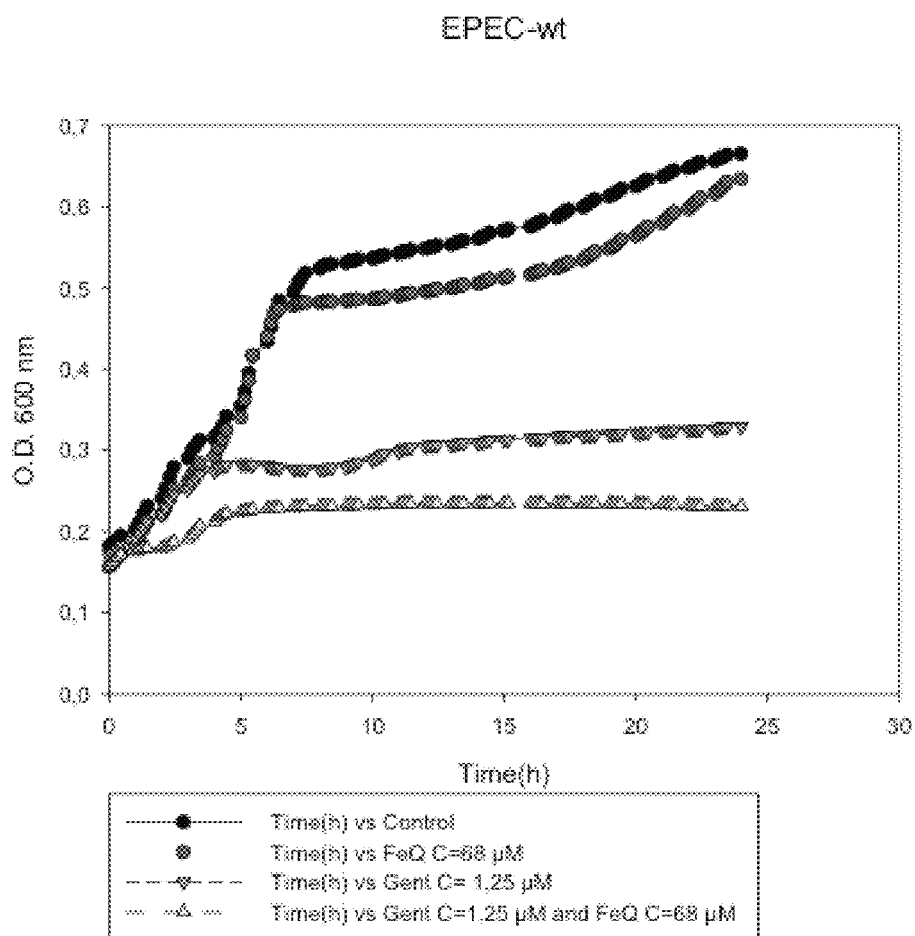 EPEC-wt
0,7
0,6
0,5
0,4
0,3
0,2
0,1
0,0
O.D. 600 nm
0 5 10 15 20 25 30
Time(h)
Time(h) vs Control
Time(h) vs FeQ C=68 µM
Time(h) vs Gent C= 1,25 µM
Time(h) vs Gent C=1,25 µM and FeQ C=68 µM